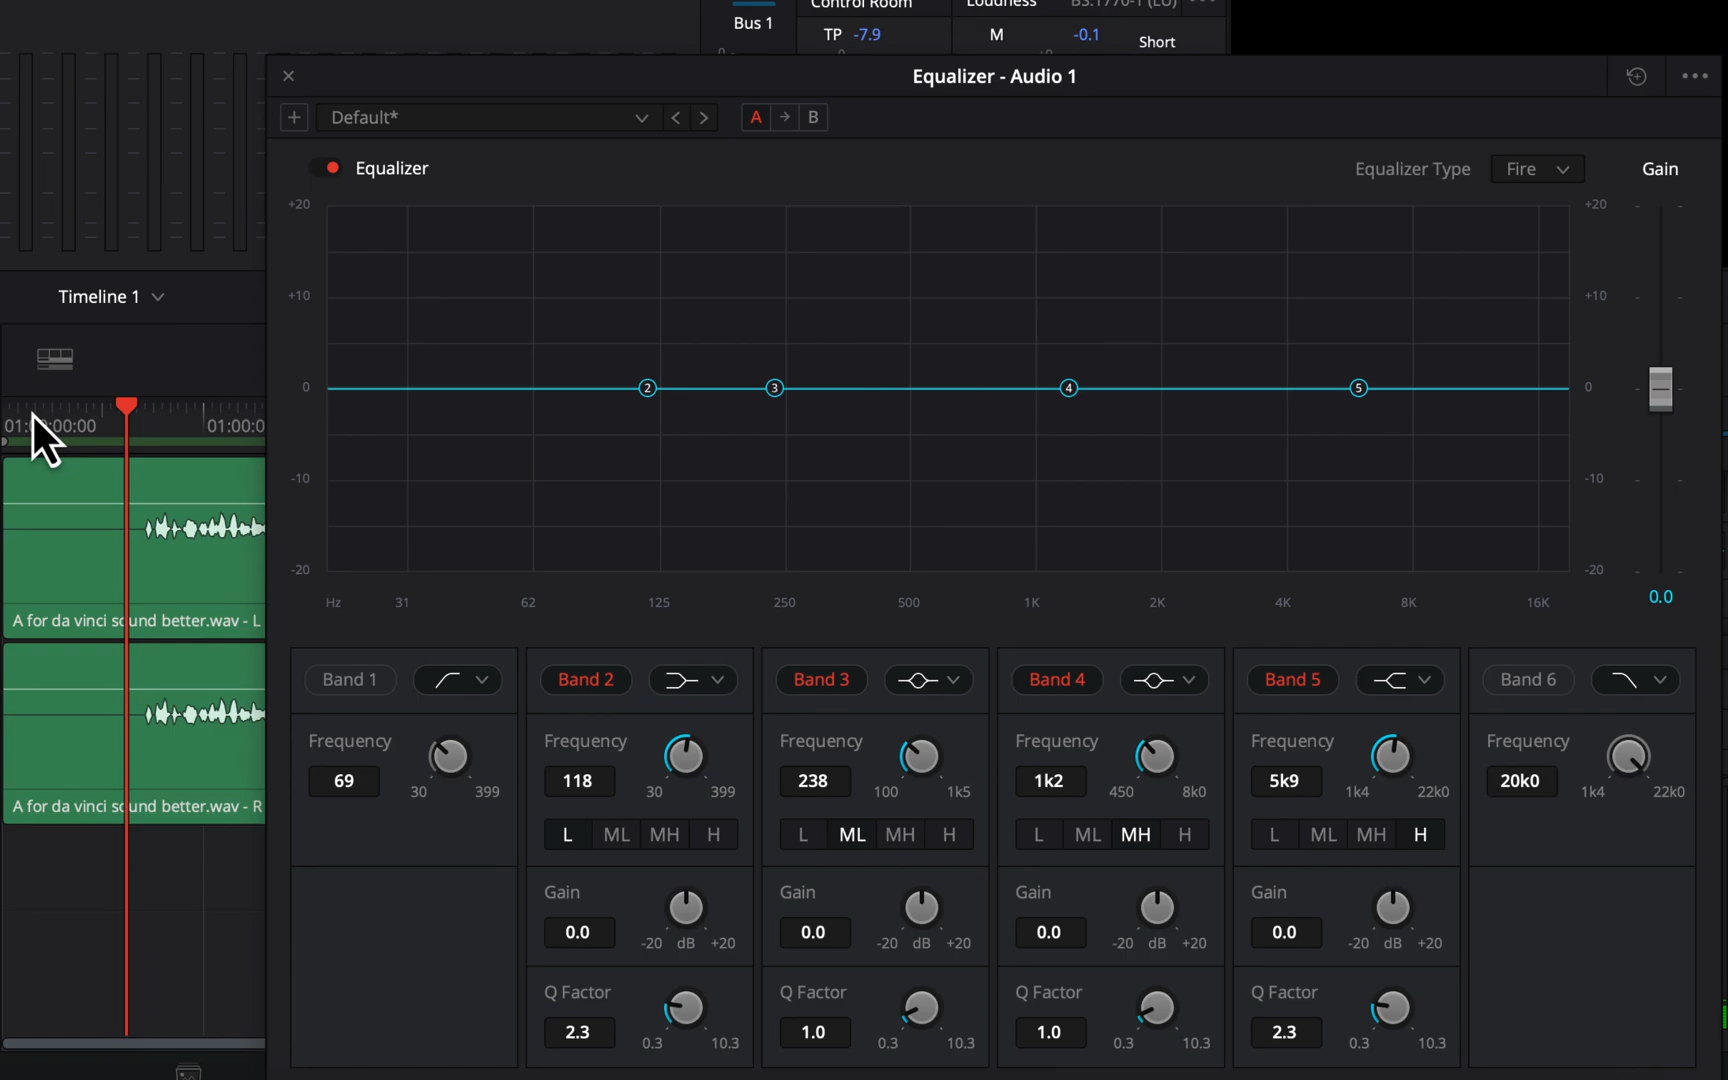 Control Room Loudness BS.1770-1 (LU)
Bus 1 TP -7.9 M -0.1 Short
Equalizer - Audio 1
Default* A B
Equalizer Equalizer Type Fire Gain
+20 +20
+10 +10
0 0
-10 -10
-20 -20
2 3 4 5
Hz 31 62 125 250 500 1K 2K 4K 8K 16K
0.0
Timeline 1
01:00:0
A for da vinci sound better.wav - L
A for da vinci sound better.wav - R
Band 1 Band 2 Band 3 Band 4 Band 5 Band 6
Frequency Frequency Frequency Frequency Frequency Frequency
69 118 238 1k2 5k9 20k0
30 399 30 399 100 1k5 450 8k0 1k4 22k0 1k4 22k0
L ML MH H L ML MH H L ML MH H L ML MH H
Gain Gain Gain Gain
0.0 0.0 0.0 0.0
-20 dB +20 -20 dB +20 -20 dB +20 -20 dB +20
Q Factor Q Factor Q Factor Q Factor
2.3 1.0 1.0 2.3
0.3 10.3 0.3 10.3 0.3 10.3 0.3 10.3